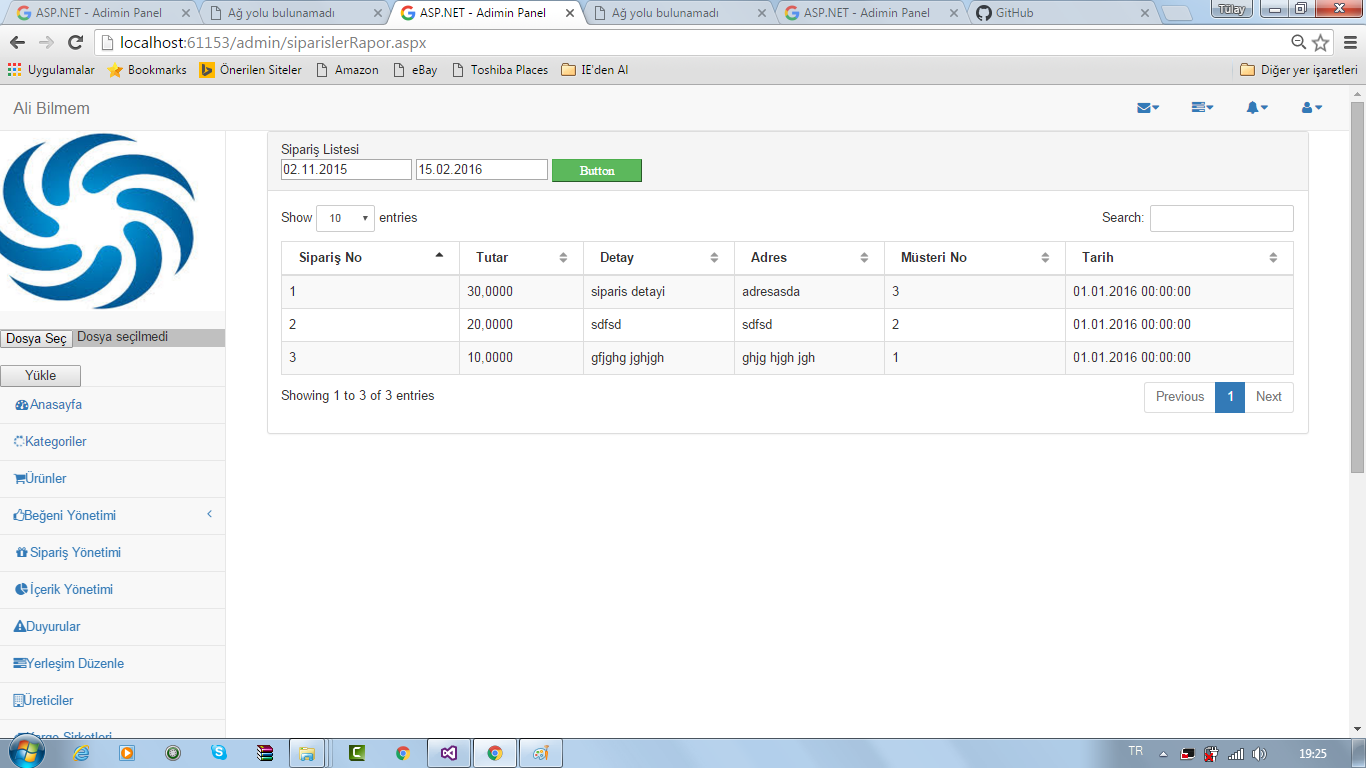 ASP.NET - Adimin Panel
Ağ yolu bulunamadı
ASP.NET - Adimin Panel
Ağ yolu bulunamadı
ASP.NET - Adimin Panel
GitHub
Tülay
localhost:61153/admin/siparislerRapor.aspx
Uygulamalar
Bookmarks
Önerilen Siteler
Amazon
eBay
Toshiba Places
IE'den Al
Diğer yer işaretleri
Ali Bilmem
Dosya Seç Dosya seçilmedi
Yükle
Anasayfa
Kategoriler
Ürünler
Beğeni Yönetimi
Sipariş Yönetimi
İçerik Yönetimi
Duyurular
Yerleşim Düzenle
Üreticiler
Kargo Şirketleri
Sipariş Listesi
02.11.2015 15.02.2016 Button
Show 10 entries
Search:
Sipariş No Tutar Detay Adres Müsteri No Tarih
1 30,0000 siparis detayi adresasda 3 01.01.2016 00:00:00
2 20,0000 sdfsd sdfsd 2 01.01.2016 00:00:00
3 10,0000 gfjghg jghjgh ghjg hjgh jgh 1 01.01.2016 00:00:00
Showing 1 to 3 of 3 entries
Previous 1 Next
TR
19:25